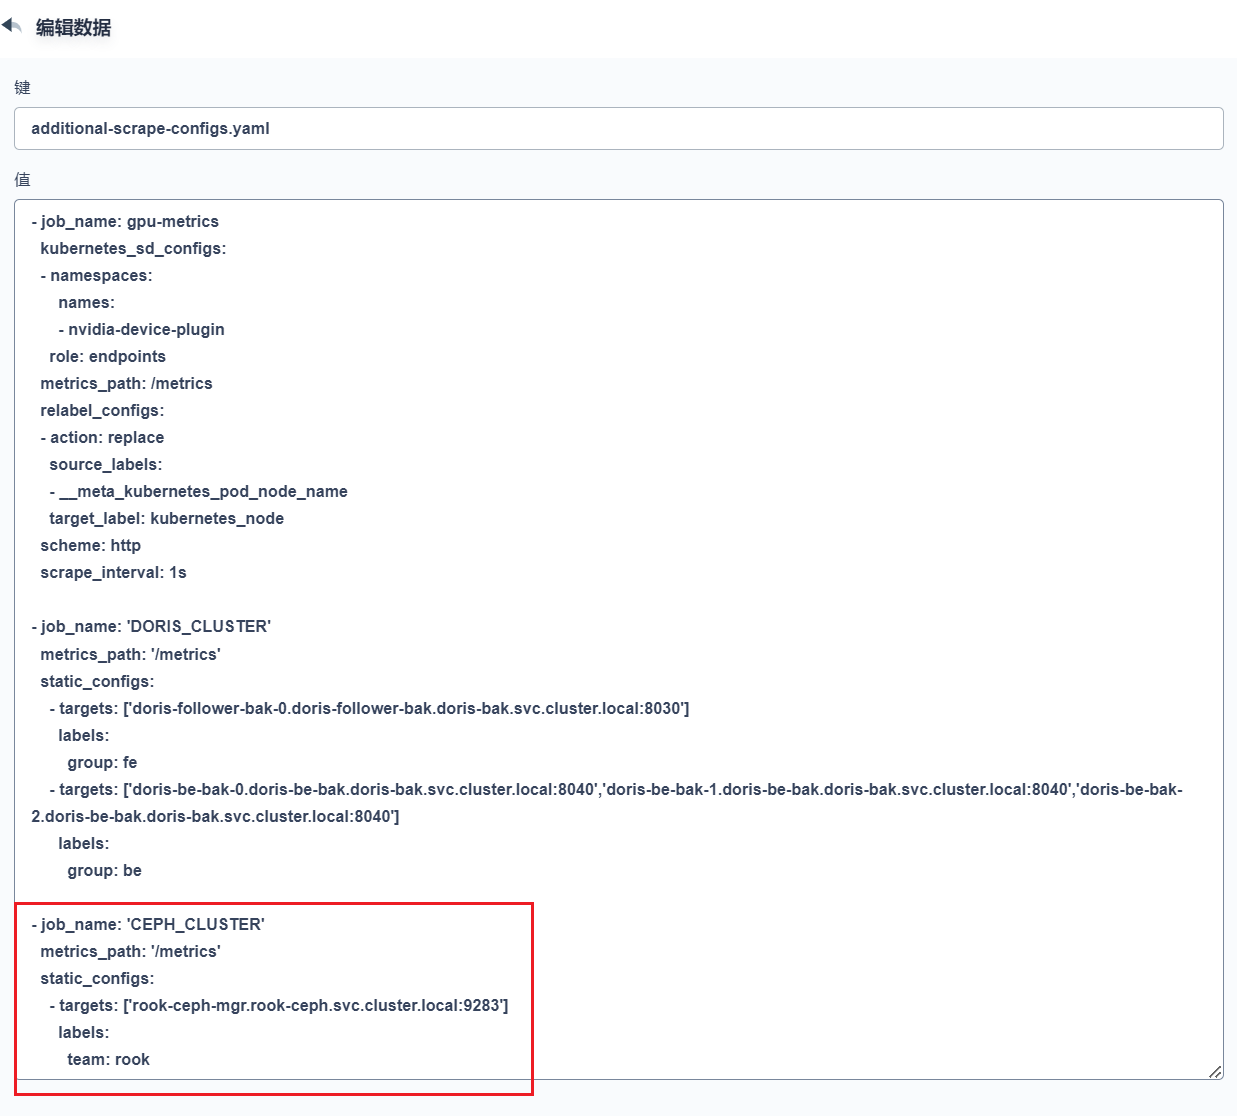 编辑数据
键
additional-scrape-configs.yaml
值
- job_name: gpu-metrics
  kubernetes_sd_configs:
  - namespaces:
      names:
      - nvidia-device-plugin
    role: endpoints
  metrics_path: /metrics
  relabel_configs:
  - action: replace
    source_labels:
    - __meta_kubernetes_pod_node_name
    target_label: kubernetes_node
  scheme: http
  scrape_interval: 1s
- job_name: 'DORIS_CLUSTER'
  metrics_path: '/metrics'
  static_configs:
    - targets: ['doris-follower-bak-0.doris-follower-bak.doris-bak.svc.cluster.local:8030']
      labels:
        group: fe
    - targets: ['doris-be-bak-0.doris-be-bak.doris-bak.svc.cluster.local:8040','doris-be-bak-1.doris-be-bak.doris-bak.svc.cluster.local:8040','doris-be-bak-
2.doris-be-bak.doris-bak.svc.cluster.local:8040']
      labels:
        group: be
- job_name: 'CEPH_CLUSTER'
  metrics_path: '/metrics'
  static_configs:
    - targets: ['rook-ceph-mgr.rook-ceph.svc.cluster.local:9283']
      labels:
        team: rook